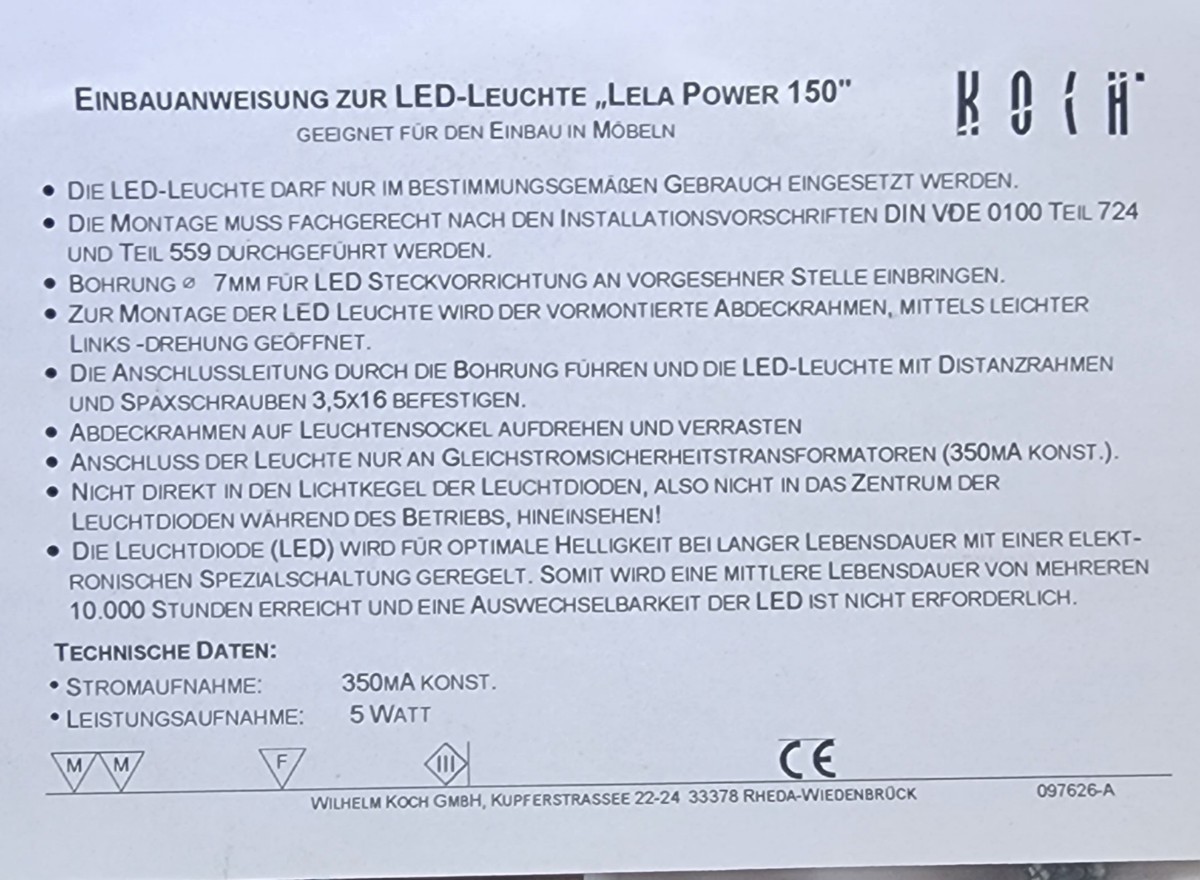 EINBAUANWEISUNG ZUR LED-LEUCHTE „LELA POWER 150"
KOCH
GEEIGNET FÜR DEN EINBAU IN MÖBELN
• DIE LED-LEUCHTE DARF NUR IM BESTIMMUNGSGEMÄßEN GEBRAUCH EINGESETZT WERDEN.
• DIE MONTAGE MUSS FACHGERECHT NACH DEN INSTALLATIONSVORSCHRIFTEN DIN VDE 0100 TEIL 724
UND TEIL 559 DURCHGEFÜHRT WERDEN.
• BOHRUNG ⌀ 7MM FÜR LED STECKVORRICHTUNG AN VORGESEHNER STELLE EINBRINGEN.
• ZUR MONTAGE DER LED LEUCHTE WIRD DER VORMONTIERTE ABDECKRAHMEN, MITTELS LEICHTER
LINKS -DREHUNG GEÖFFNET.
• DIE ANSCHLUSSLEITUNG DURCH DIE BOHRUNG FÜHREN UND DIE LED-LEUCHTE MIT DISTANZRAHMEN
UND SPAXSCHRAUBEN 3,5X16 BEFESTIGEN.
• ABDECKRAHMEN AUF LEUCHTENSOCKEL AUFDREHEN UND VERRASTEN
• ANSCHLUSS DER LEUCHTE NUR AN GLEICHSTROMSICHERHEITSTRANSFORMATOREN (350MA KONST.).
• NICHT DIREKT IN DEN LICHTKEGEL DER LEUCHTDIODEN, ALSO NICHT IN DAS ZENTRUM DER
LEUCHTDIODEN WÄHREND DES BETRIEBS, HINEINSEHEN!
• DIE LEUCHTDIODE (LED) WIRD FÜR OPTIMALE HELLIGKEIT BEI LANGER LEBENSDAUER MIT EINER ELEKT-
RONISCHEN SPEZIALSCHALTUNG GEREGELT. SOMIT WIRD EINE MITTLERE LEBENSDAUER VON MEHREREN
10.000 STUNDEN ERREICHT UND EINE AUSWECHSELBARKEIT DER LED IST NICHT ERFORDERLICH.
TECHNISCHE DATEN:
• STROMAUFNAHME: 350MA KONST.
• LEISTUNGSAUFNAHME: 5 WATT
M M F III CE
WILHELM KOCH GMBH, KUPFERSTRASSEE 22-24 33378 RHEDA-WIEDENBRÜCK 097626-A